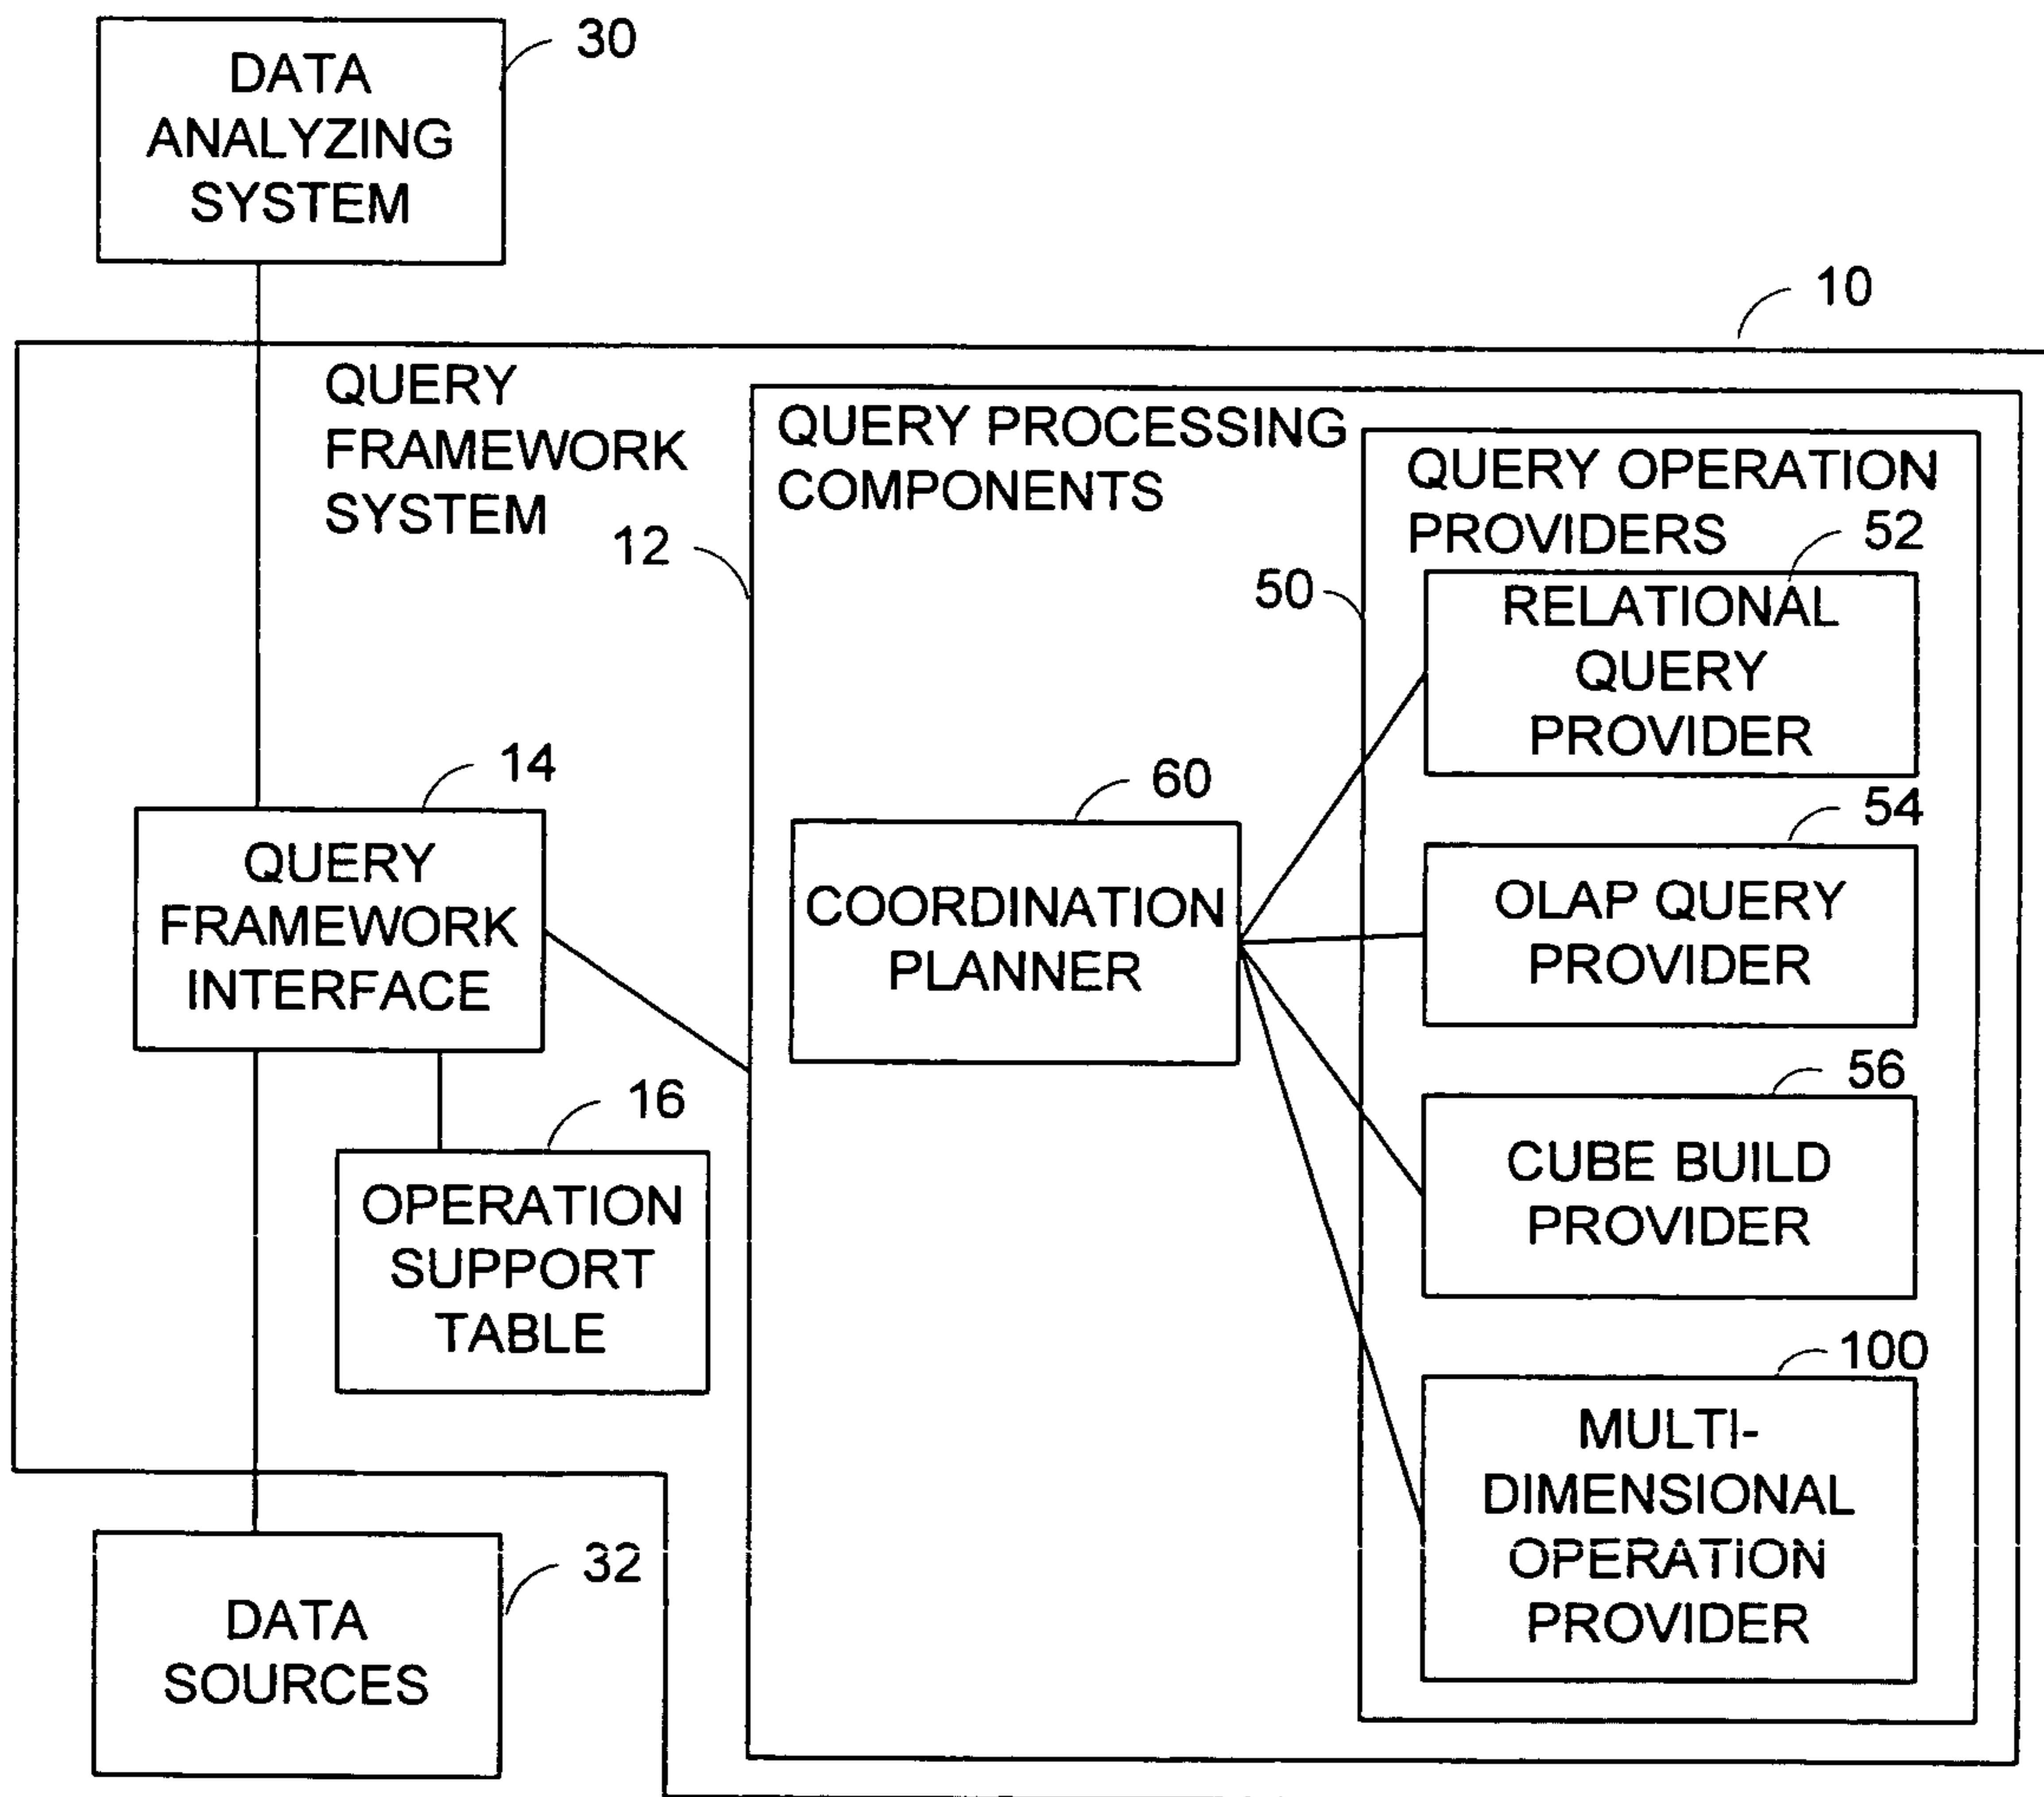 30
DATA
ANALYZING
SYSTEM
10
QUERY
FRAMEWORK
SYSTEM
12
QUERY PROCESSING
COMPONENTS
QUERY OPERATION
PROVIDERS
50
52
RELATIONAL
QUERY
PROVIDER
14
QUERY
FRAMEWORK
INTERFACE
60
COORDINATION
PLANNER
54
OLAP QUERY
PROVIDER
16
OPERATION
SUPPORT
TABLE
56
CUBE BUILD
PROVIDER
100
MULTI-
DIMENSIONAL
OPERATION
PROVIDER
32
DATA
SOURCES